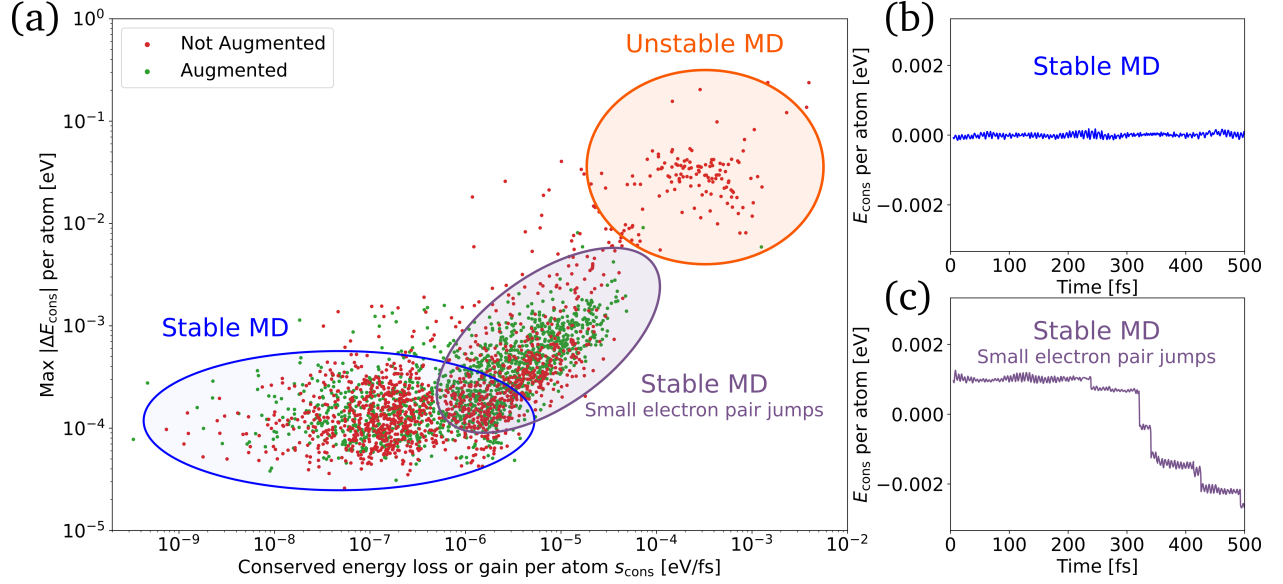 (a)
10⁰
10⁻¹
10⁻²
10⁻³
10⁻⁴
10⁻⁵
Max |ΔE_cons| per atom [eV]
Not Augmented
Augmented
Unstable MD
Stable MD
Stable MD
Small electron pair jumps
10⁻⁹ 10⁻⁸ 10⁻⁷ 10⁻⁶ 10⁻⁵ 10⁻⁴ 10⁻³ 10⁻²
Conserved energy loss or gain per atom s_cons [eV/fs]
(b)
E_cons per atom [eV]
0.002
0.000
−0.002
Stable MD
0 100 200 300 400 500
Time [fs]
(c)
E_cons per atom [eV]
0.002
0.000
−0.002
Stable MD
Small electron pair jumps
0 100 200 300 400 500
Time [fs]